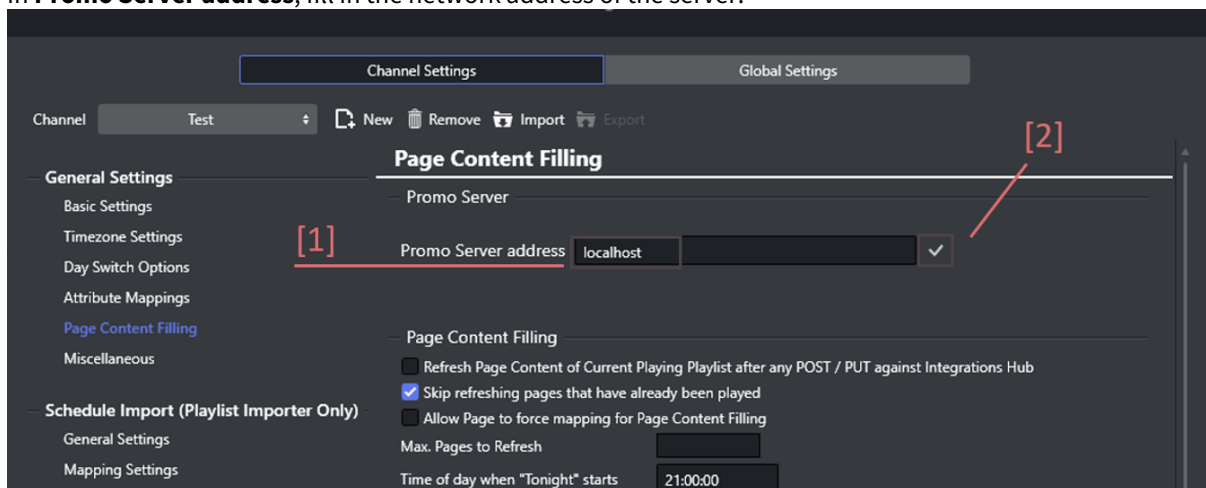 In Promo Server address, fill in the network address of the server.
Channel Settings Global Settings
Channel Test New Remove Import Export
[2]
Page Content Filling
General Settings
Promo Server
Basic Settings
Timezone Settings
[1] Promo Server address localhost
Day Switch Options
Attribute Mappings
Page Content Filling
Page Content Filling
Miscellaneous
Refresh Page Content of Current Playing Playlist after any POST / PUT against Integrations Hub
Skip refreshing pages that have already been played
Schedule Import (Playlist Importer Only)
Allow Page to force mapping for Page Content Filling
General Settings
Max. Pages to Refresh
Mapping Settings
Time of day when "Tonight" starts 21:00:00